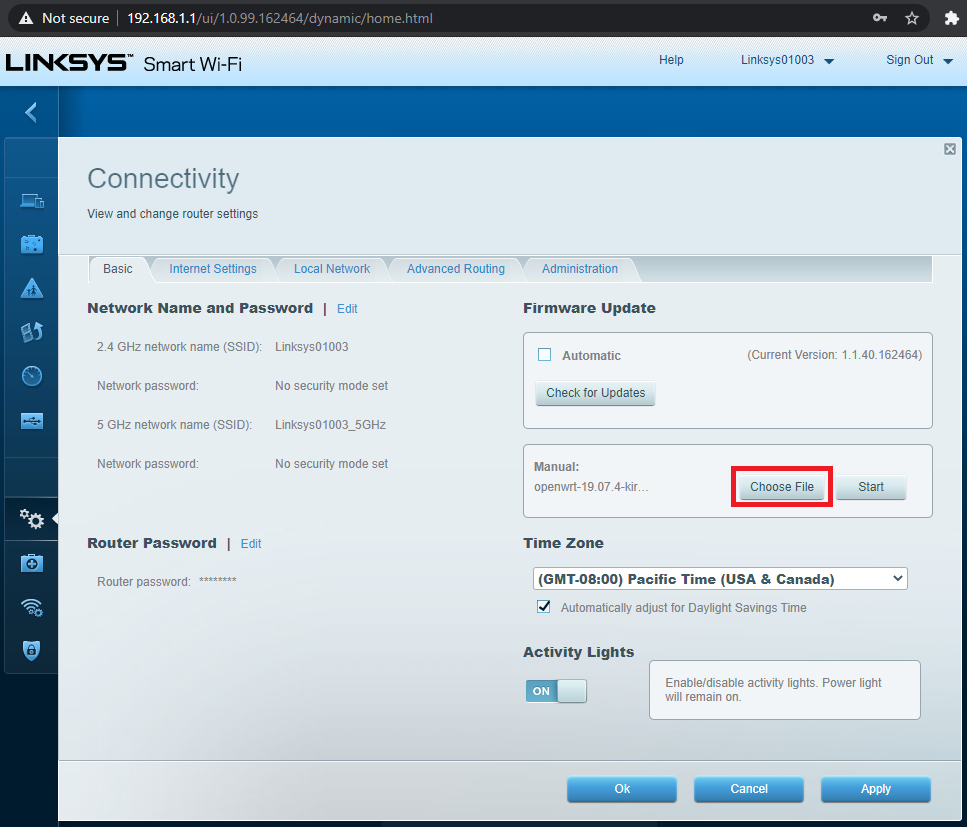 Not secure | 192.168.1.1/ui/1.0.99.162464/dynamic/home.html
LINKSYS™ Smart Wi-Fi
Help
Linksys01003
Sign Out
Connectivity
View and change router settings
Basic
Internet Settings
Local Network
Advanced Routing
Administration
Network Name and Password | Edit
2.4 GHz network name (SSID): Linksys01003
Network password: No security mode set
5 GHz network name (SSID): Linksys01003_5GHz
Network password: No security mode set
Router Password | Edit
Router password: ********
Firmware Update
Automatic
(Current Version: 1.1.40.162464)
Check for Updates
Manual:
openwrt-19.07.4-kir...
Choose File
Start
Time Zone
(GMT-08:00) Pacific Time (USA & Canada)
Automatically adjust for Daylight Savings Time
Activity Lights
ON
Enable/disable activity lights. Power light
will remain on.
Ok
Cancel
Apply